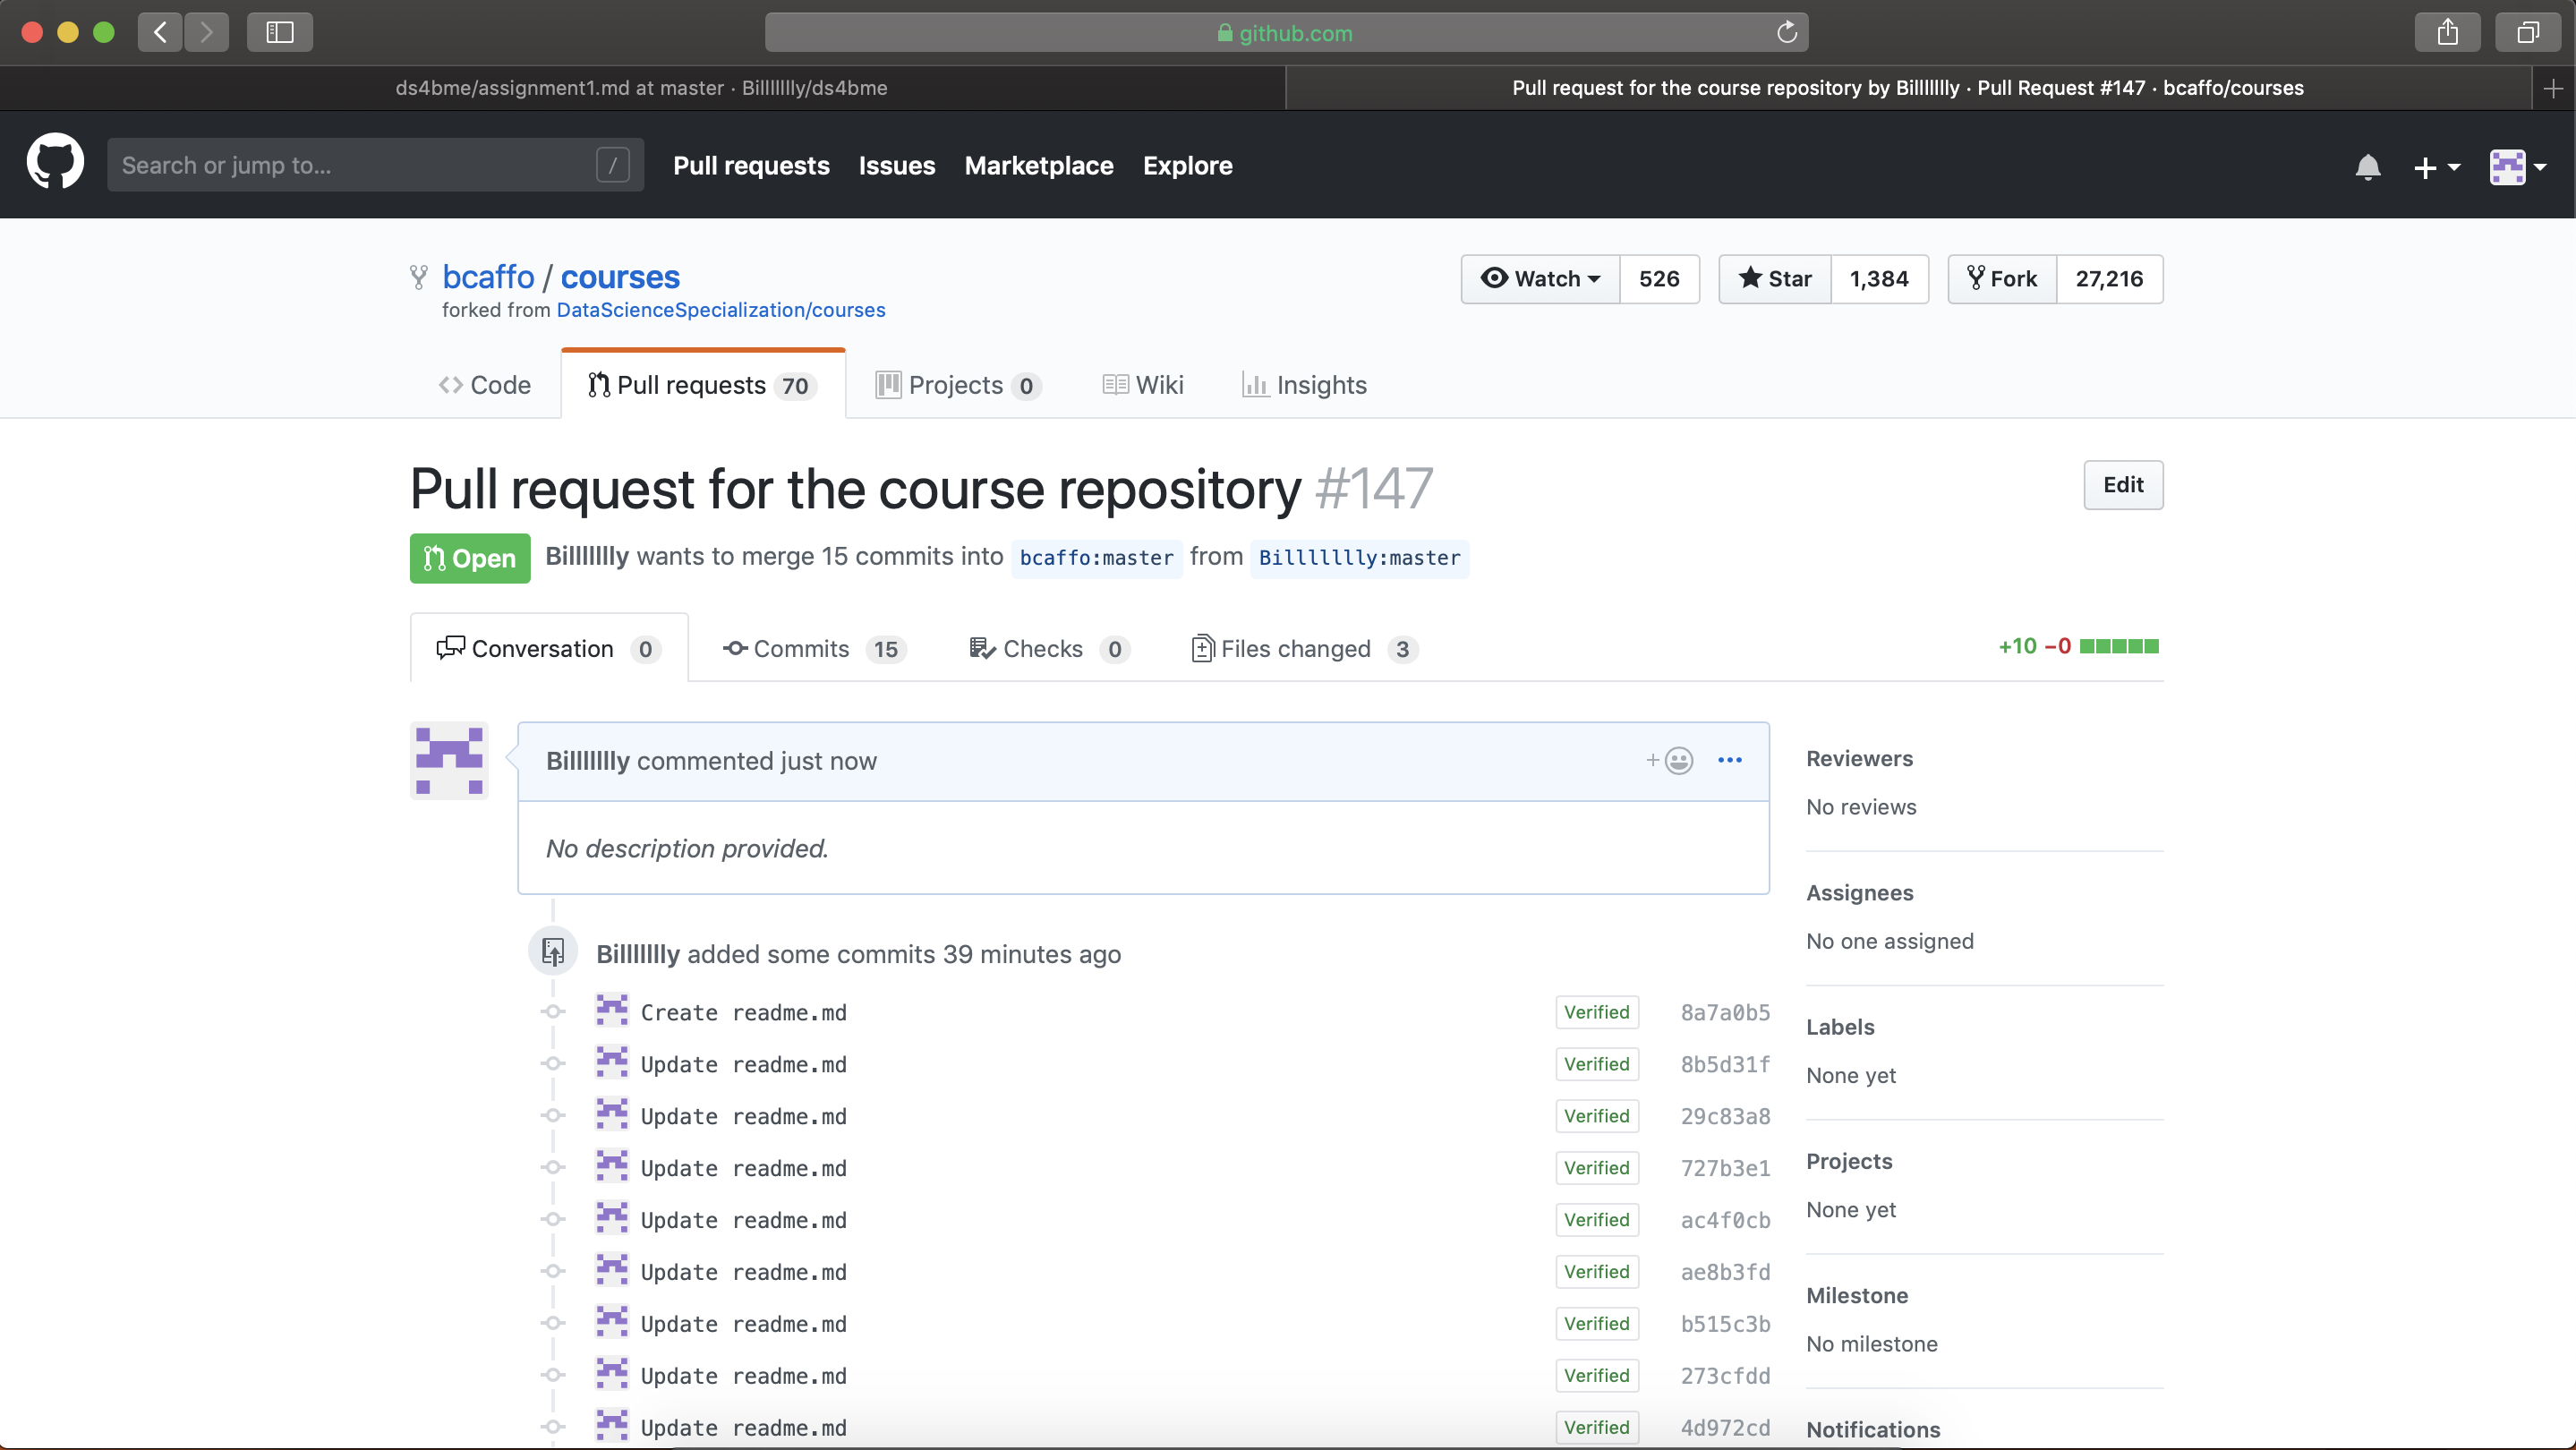 github.com
ds4bme/assignment1.md at master · Billlllllly/ds4bme
Pull request for the course repository by Billlllllly · Pull Request #147 · bcaffo/courses
Search or jump to... /
Pull requests Issues Marketplace Explore
bcaffo / courses
forked from DataScienceSpecialization/courses
Watch 526 Star 1,384 Fork 27,216
Code Pull requests 70 Projects 0 Wiki Insights
Pull request for the course repository #147
Edit
Open Billlllllly wants to merge 15 commits into bcaffo:master from Billlllllly:master
Conversation 0 Commits 15 Checks 0 Files changed 3
+10 −0
Billlllllly commented just now
No description provided.
Billlllllly added some commits 39 minutes ago
Create readme.md Verified 8a7a0b5
Update readme.md Verified 8b5d31f
Update readme.md Verified 29c83a8
Update readme.md Verified 727b3e1
Update readme.md Verified ac4f0cb
Update readme.md Verified ae8b3fd
Update readme.md Verified b515c3b
Update readme.md Verified 273cfdd
Update readme.md Verified 4d972cd
Reviewers
No reviews
Assignees
No one assigned
Labels
None yet
Projects
None yet
Milestone
No milestone
Notifications